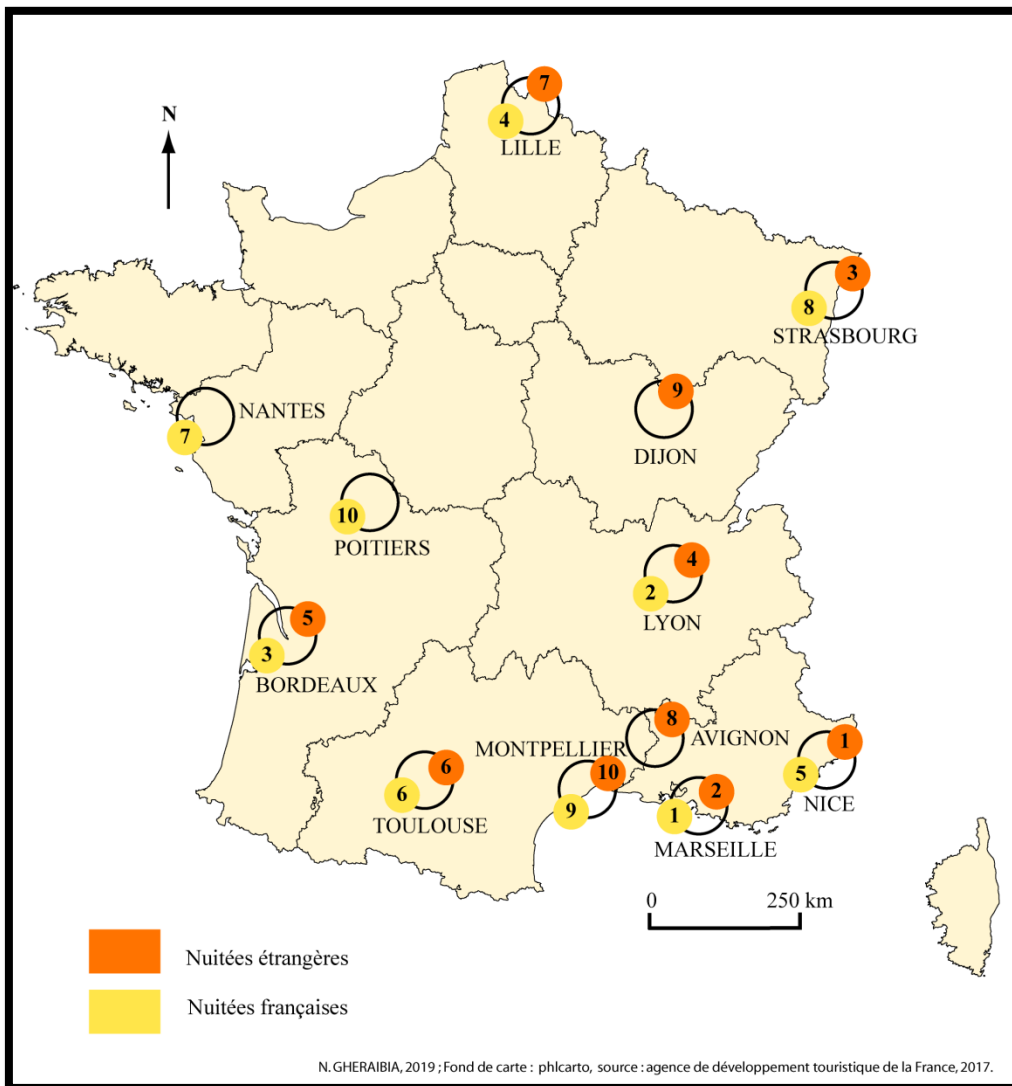 7
4
LILLE
N
3
8
STRASBOURG
9
DIJON
NANTES
7
10
POITIERS
4
2
LYON
5
3
BORDEAUX
8
AVIGNON
MONTPELLIER
10
9
1
5
NICE
6
6
TOULOUSE
2
1
MARSEILLE
0 250 km
Nuitées étrangères
Nuitées françaises
N. GHERAIBIA, 2019 ; Fond de carte : phlcarto, source : agence de développement touristique de la France, 2017.